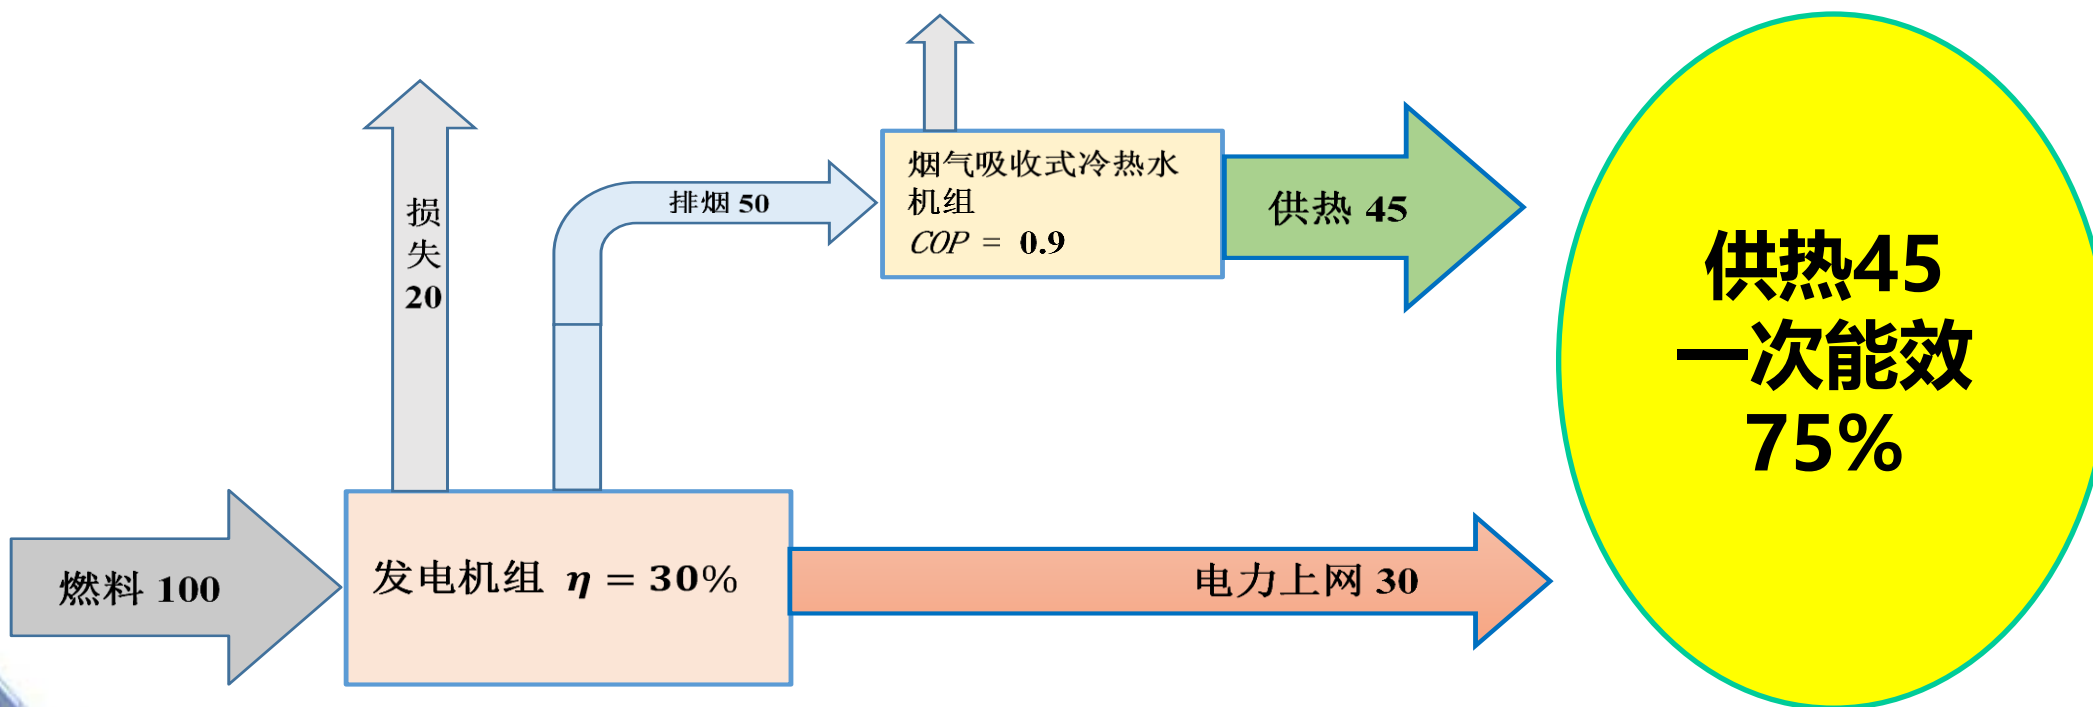 损
失
20
排烟 50
烟气吸收式冷热水
机组
COP = 0.9
供热 45
燃料 100
发电机组 η = 30%
电力上网 30
供热45
一次能效
75%